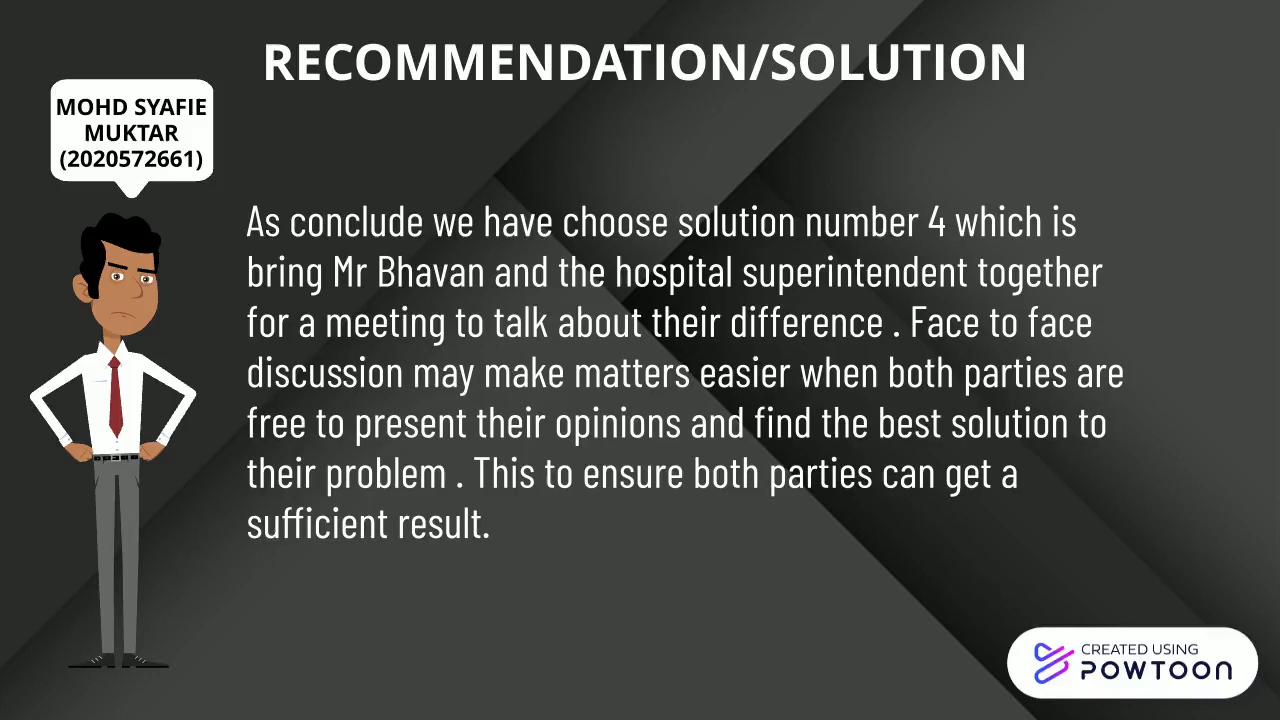 RECOMMENDATION/SOLUTION
MOHD SYAFIE
MUKTAR
(2020572661)
As conclude we have choose solution number 4 which is
bring Mr Bhavan and the hospital superintendent together
for a meeting to talk about their difference . Face to face
discussion may make matters easier when both parties are
free to present their opinions and find the best solution to
their problem . This to ensure both parties can get a
sufficient result.
CREATED USING
POWTOON